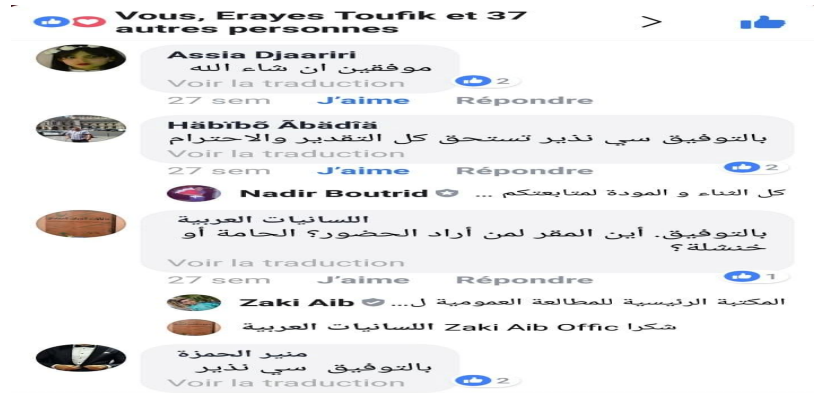 Vous, Erayes Toufik et 37
autres personnes
Assia Djaariri
موفقين ان شاء الله
Voir la traduction
2
27 sem J'aime Répondre
Häbïbõ Ãbädîä
بالتوفيق سي نذير تستحق كل التقدير والاحترام
Voir la traduction
27 sem J'aime Répondre 2
Nadir Boutrid كل الثناء و المودة لمتابعتكم ...
اللسانيات العربية
بالتوفيق. أين المقر لمن أراد الحضور؟ الحامة أو
خنشلة؟
Voir la traduction
27 sem J'aime Répondre 1
Zaki Aib المكتبة الرئيسية للمطالعة العمومية ل...
اللسانيات العربية شكرا Zaki Aib Offic
منير الحمزة
بالتوفيق سي نذير
Voir la traduction
2